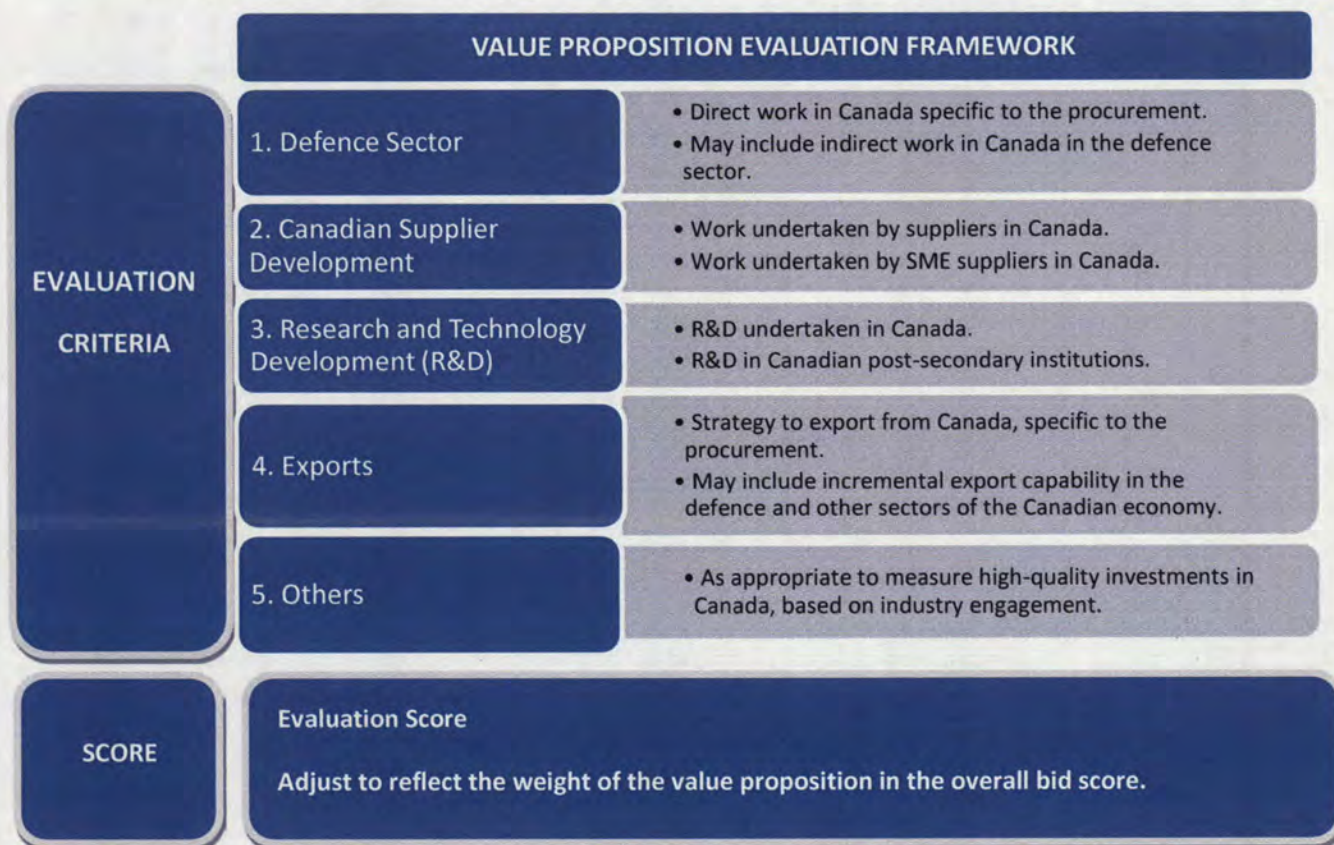 VALUE PROPOSITION EVALUATION FRAMEWORK
EVALUATION
CRITERIA
1. Defence Sector
• Direct work in Canada specific to the procurement.
• May include indirect work in Canada in the defence
sector.
2. Canadian Supplier
Development
• Work undertaken by suppliers in Canada.
• Work undertaken by SME suppliers in Canada.
3. Research and Technology
Development (R&D)
• R&D undertaken in Canada.
• R&D in Canadian post-secondary institutions.
4. Exports
• Strategy to export from Canada, specific to the
procurement.
• May include incremental export capability in the
defence and other sectors of the Canadian economy.
5. Others
• As appropriate to measure high-quality investments in
Canada, based on industry engagement.
SCORE
Evaluation Score
Adjust to reflect the weight of the value proposition in the overall bid score.